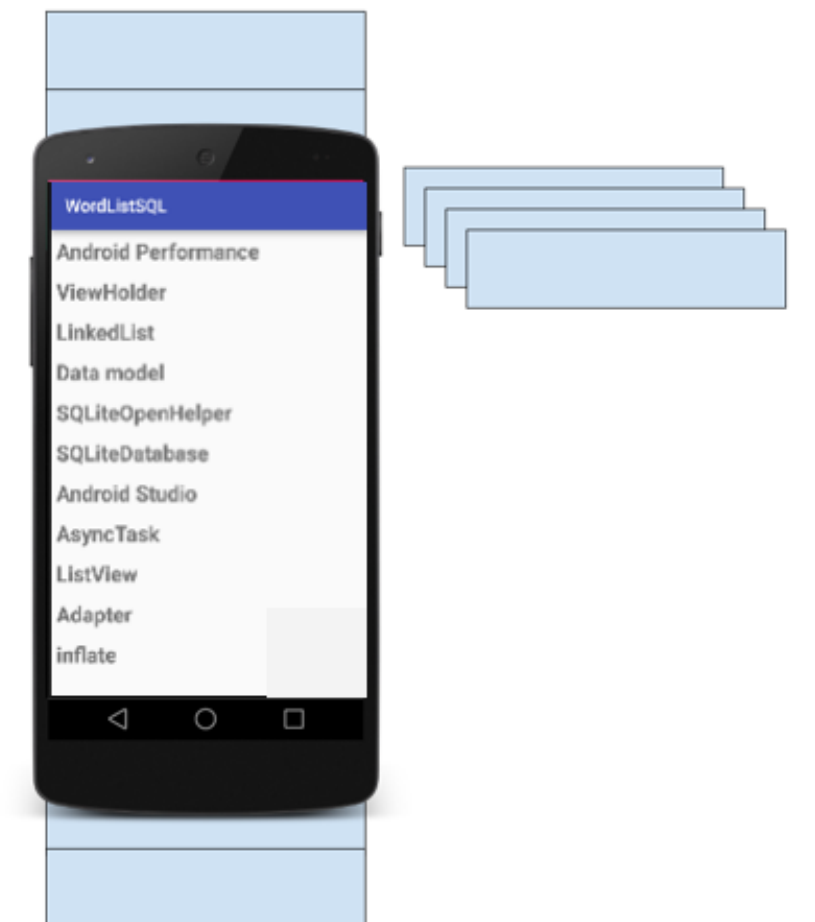 WordListSQL
Android Performance
ViewHolder
LinkedList
Data model
SQLiteOpenHelper
SQLiteDatabase
Android Studio
AsyncTask
ListView
Adapter
inflate